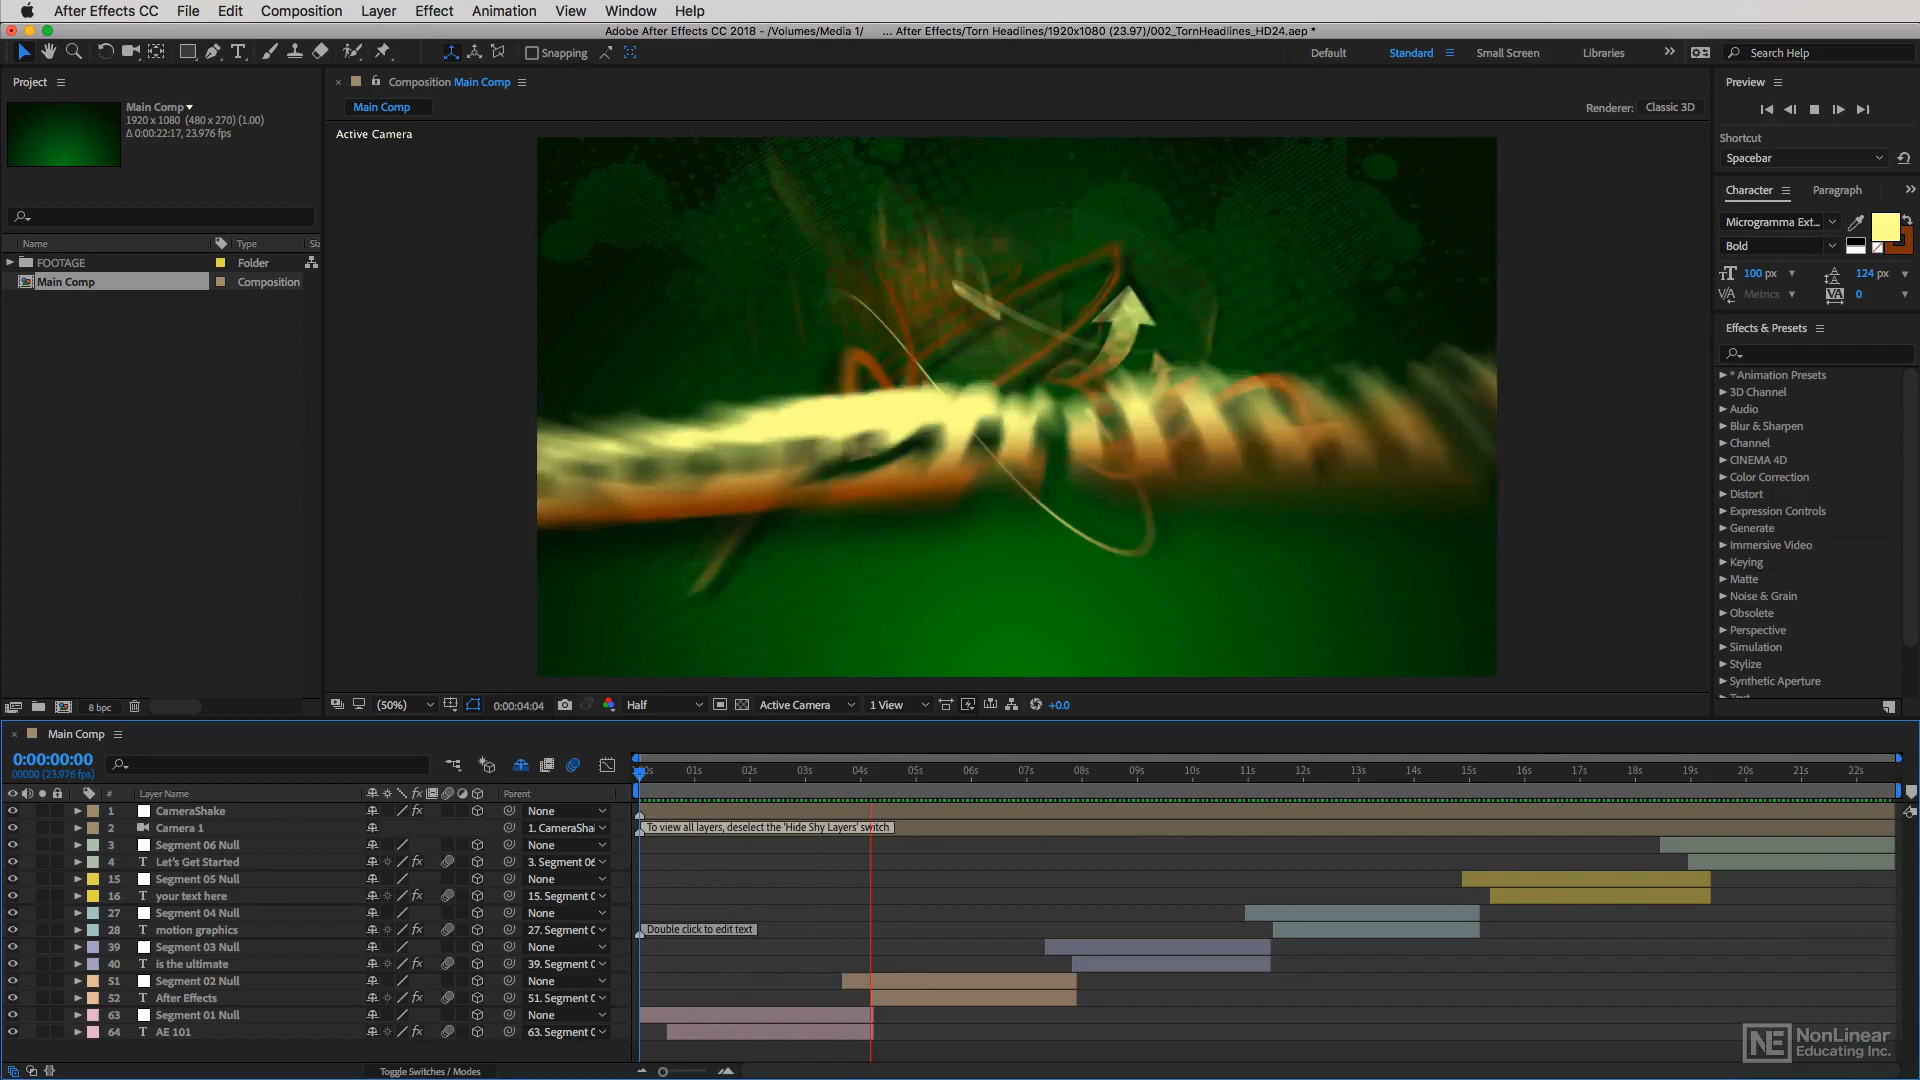 After Effects CC File Edit Composition Layer Effect Animation View Window Help
Adobe After Effects CC 2018 - /Volumes/Media 1/ ... After Effects/Torn Headlines/1920x1080 (23.97)/002_TornHeadlines_HD24.aep *
Snapping Default Standard Small Screen Libraries Search Help
Project
Main Comp
1920 x 1080 (480 x 270) (1.00)
Δ 0:00:22:17, 23.976 fps
Name Type Siz
FOOTAGE Folder
Main Comp Composition
8 bpc
Composition Main Comp
Main Comp
Renderer: Classic 3D
Active Camera
(50%) 0:00:04:04 Half Active Camera 1 View +0.0
Preview
Shortcut
Spacebar
Character Paragraph
Microgramma Ext...
Bold
100 px 124 px
Metrics 0
Effects & Presets
* Animation Presets
3D Channel
Audio
Blur & Sharpen
Channel
CINEMA 4D
Color Correction
Distort
Expression Controls
Generate
Immersive Video
Keying
Matte
Noise & Grain
Obsolete
Perspective
Simulation
Stylize
Synthetic Aperture
Text
Main Comp
0:00:00:00
00000 (23.976 fps)
:00s 01s 02s 03s 04s 05s 06s 07s 08s 09s 10s 11s 12s 13s 14s 15s 16s 17s 18s 19s 20s 21s 22s
# Layer Name fx Parent
1 CameraShake fx None
2 Camera 1 1. CameraSha
To view all layers, deselect the 'Hide Shy Layers' switch
3 Segment 06 Null None
4 T Let's Get Started fx 3. Segment 06
15 Segment 05 Null None
16 T your text here fx 15. Segment 0
27 Segment 04 Null None
28 T motion graphics fx 27. Segment 0
Double click to edit text
39 Segment 03 Null None
40 T is the ultimate fx 39. Segment 0
51 Segment 02 Null None
52 T After Effects fx 51. Segment 0
63 Segment 01 Null None
64 T AE 101 fx 63. Segment 0
Toggle Switches / Modes
NE NonLinear
Educating Inc.